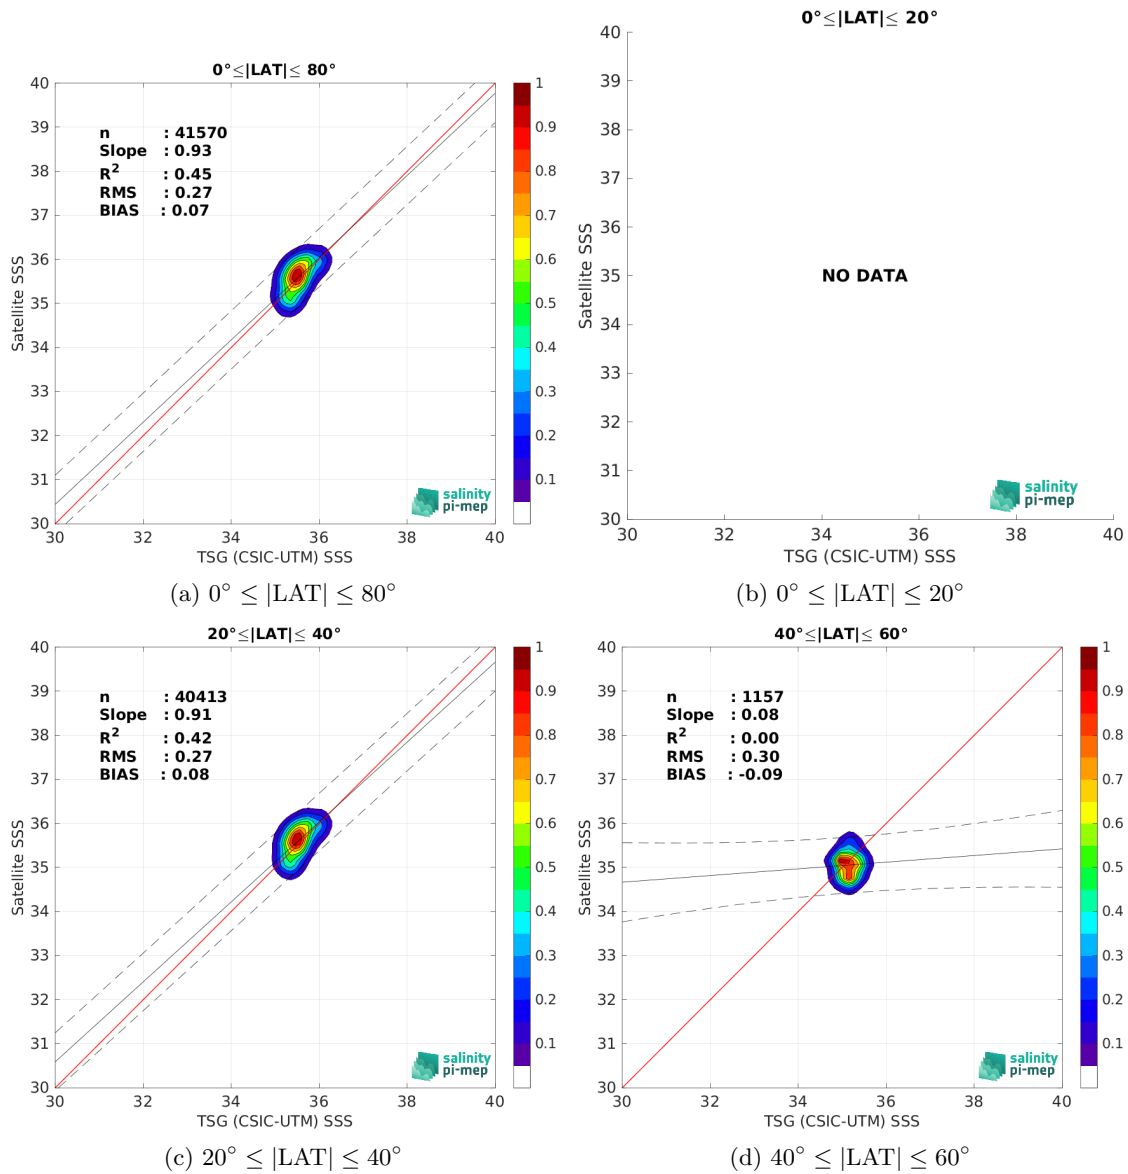 0°≤|LAT|≤ 80°
40
39
38
37
36
35
34
33
32
31
30
n : 41570
Slope : 0.93
R² : 0.45
RMS : 0.27
BIAS : 0.07
Satellite SSS
salinity
pi-mep
30 32 34 36 38 40
TSG (CSIC-UTM) SSS
1
0.9
0.8
0.7
0.6
0.5
0.4
0.3
0.2
0.1
(a) 0° ≤ |LAT| ≤ 80°
0°≤|LAT|≤ 20°
40
39
38
37
36
35
34
33
32
31
30
Satellite SSS
NO DATA
salinity
pi-mep
30 32 34 36 38 40
TSG (CSIC-UTM) SSS
(b) 0° ≤ |LAT| ≤ 20°
20°≤|LAT|≤ 40°
40
39
38
37
36
35
34
33
32
31
30
n : 40413
Slope : 0.91
R² : 0.42
RMS : 0.27
BIAS : 0.08
Satellite SSS
salinity
pi-mep
30 32 34 36 38 40
TSG (CSIC-UTM) SSS
1
0.9
0.8
0.7
0.6
0.5
0.4
0.3
0.2
0.1
(c) 20° ≤ |LAT| ≤ 40°
40°≤|LAT|≤ 60°
40
39
38
37
36
35
34
33
32
31
30
n : 1157
Slope : 0.08
R² : 0.00
RMS : 0.30
BIAS : -0.09
Satellite SSS
salinity
pi-mep
30 32 34 36 38 40
TSG (CSIC-UTM) SSS
1
0.9
0.8
0.7
0.6
0.5
0.4
0.3
0.2
0.1
(d) 40° ≤ |LAT| ≤ 60°